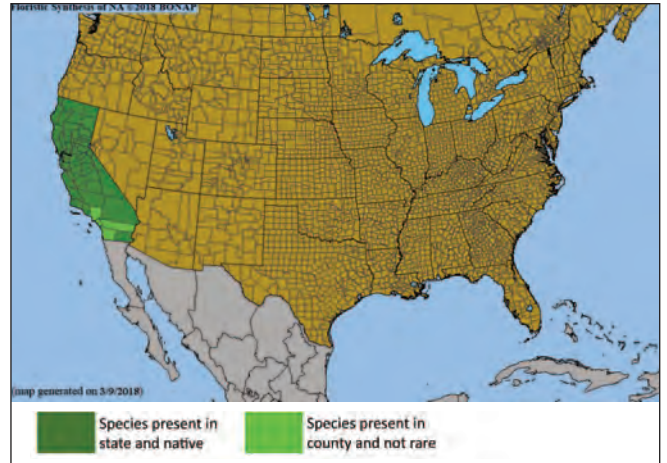 Floristic Synthesis of NA ©2018 BONAP
(map generated on 3/9/2018)
Species present in
state and native
Species present in
county and not rare